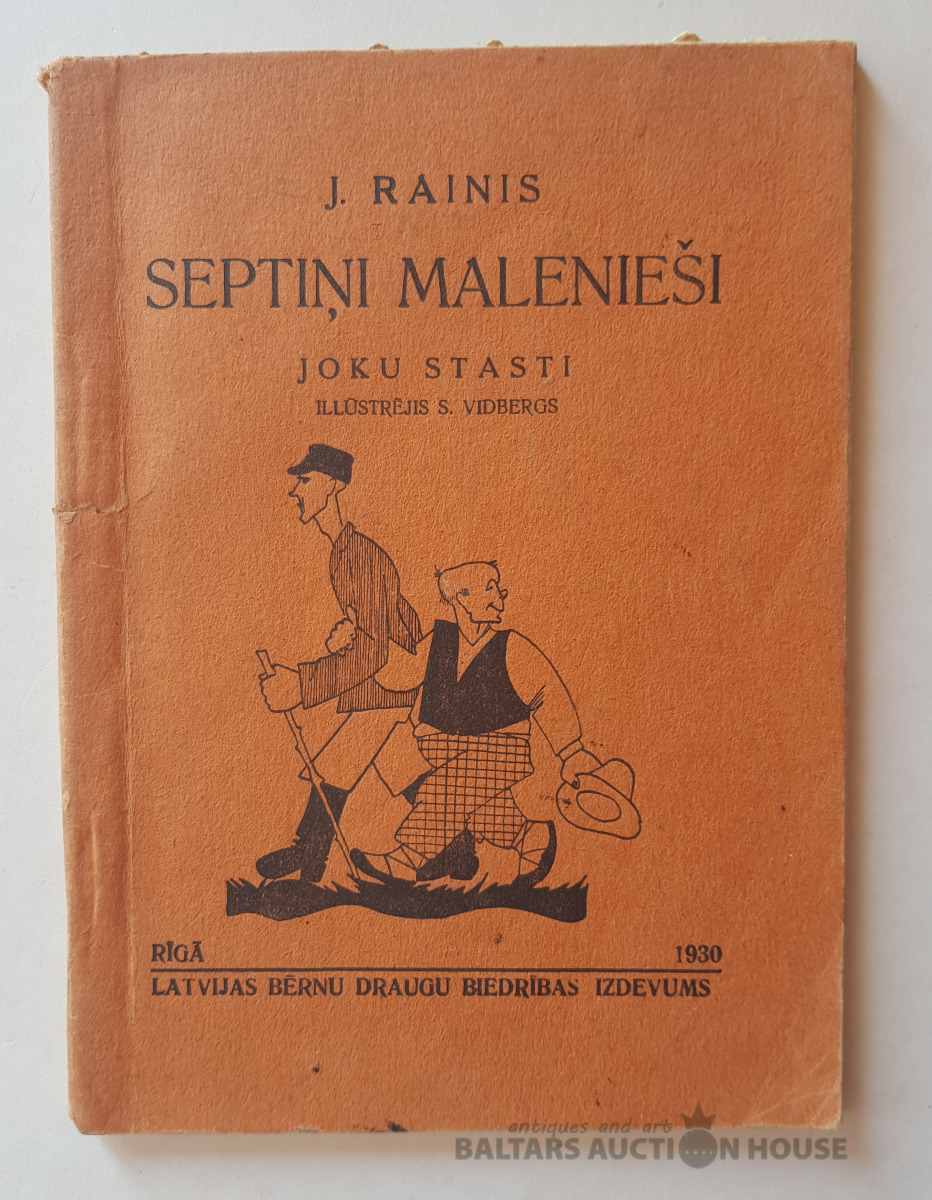 J. RAINIS
SEPTIŅI MALENIEŠI
JOKU STASTI
ILLŪSTRĒJIS S. VIDBERGS
RĪGĀ 1930
LATVIJAS BĒRNU DRAUGU BIEDRĪBAS IZDEVUMS
antiques and art
BALTARS AUCTION HOUSE